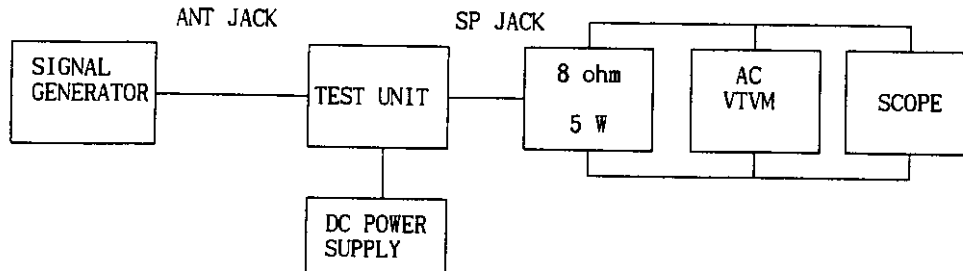 ANT JACK
SP JACK
SIGNAL
GENERATOR
TEST UNIT
8 ohm
5 W
AC
VTVM
SCOPE
DC POWER
SUPPLY